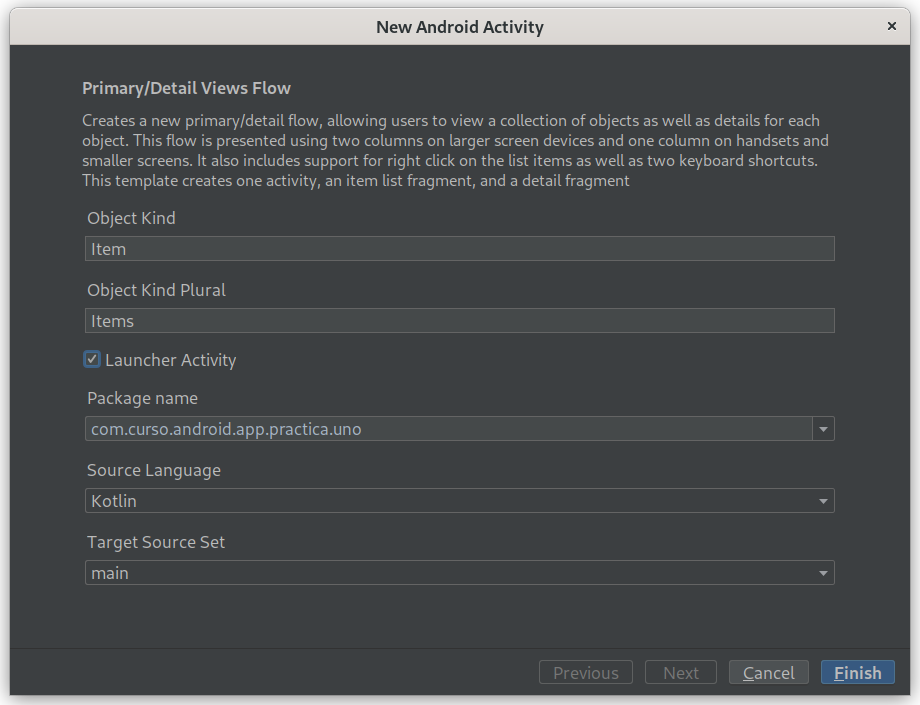 New Android Activity
×
Primary/Detail Views Flow
Creates a new primary/detail flow, allowing users to view a collection of objects as well as details for each
object. This flow is presented using two columns on larger screen devices and one column on handsets and
smaller screens. It also includes support for right click on the list items as well as two keyboard shortcuts.
This template creates one activity, an item list fragment, and a detail fragment
Object Kind
Item
Object Kind Plural
Items
Launcher Activity
Package name
com.curso.android.app.practica.uno
Source Language
Kotlin
Target Source Set
main
Previous Next Cancel Finish